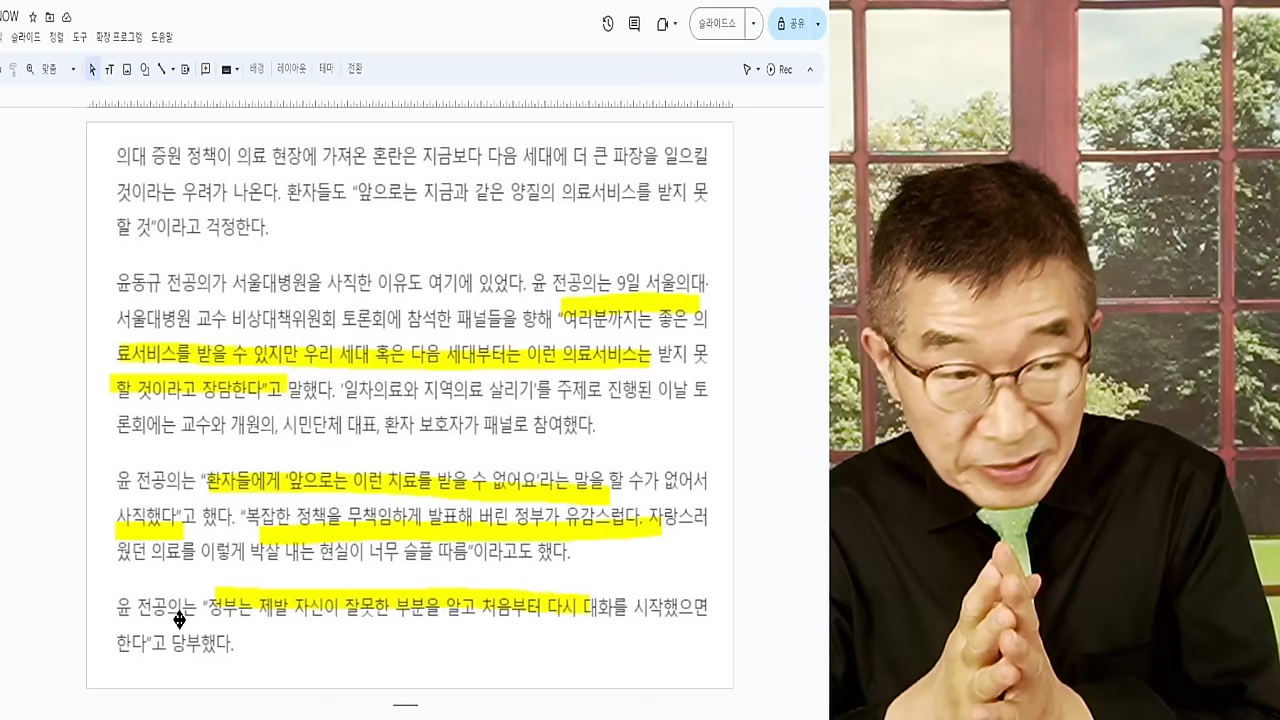 NOW
슬라이드 정렬 도구 확장 프로그램 도움말
슬라이드쇼
공유
맞춤
배경
레이아웃
테마
전환
Rec
의대 증원 정책이 의료 현장에 가져온 혼란은 지금보다 다음 세대에 더 큰 파장을 일으킬
것이라는 우려가 나온다. 환자들도 “앞으로는 지금과 같은 양질의 의료서비스를 받지 못
할 것”이라고 걱정한다.
윤동규 전공의가 서울대병원을 사직한 이유도 여기에 있었다. 윤 전공의는 9일 서울의대·
서울대병원 교수 비상대책위원회 토론회에 참석한 패널들을 향해 “여러분까지는 좋은 의
료서비스를 받을 수 있지만 우리 세대 혹은 다음 세대부터는 이런 의료서비스는 받지 못
할 것이라고 장담한다”고 말했다. ‘일차의료와 지역의료 살리기’를 주제로 진행된 이날 토
론회에는 교수와 개원의, 시민단체 대표, 환자 보호자가 패널로 참여했다.
윤 전공의는 “환자들에게 ‘앞으로는 이런 치료를 받을 수 없어요’라는 말을 할 수가 없어서
사직했다”고 했다. “복잡한 정책을 무책임하게 발표해 버린 정부가 유감스럽다. 자랑스러
웠던 의료를 이렇게 박살 내는 현실이 너무 슬플 따름”이라고도 했다.
윤 전공의는 “정부는 제발 자신이 잘못한 부분을 알고 처음부터 다시 대화를 시작했으면
한다”고 당부했다.